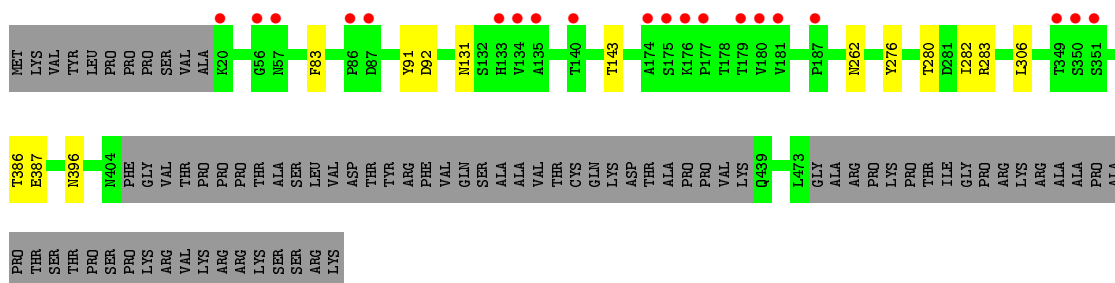 MET LYS VAL TYR LEU PRO PRO PRO SER VAL ALA K20 G56 N57 F83 P86 D87 Y91 D92 N131 S132 H133 V134 A135 T140 T143 A174 S175 K176 P177 T178 T179 V180 V181 P187 N262 Y276 T280 D281 I282 R283 L306 T349 S350 S351
T386 E387 N396 N404 PHE GLY VAL THR PRO PRO PRO THR ALA SER LEU VAL ASP THR TYR ARG PHE VAL GLN SER ALA ALA VAL THR CYS GLN LYS ASP THR ALA PRO PRO VAL LYS Q439 L473 GLY ALA ARG PRO LYS PRO THR ILE GLY PRO ARG LYS ARG ALA ALA PRO ALA
PRO THR SER THR PRO SER PRO LYS ARG VAL LYS ARG ARG LYS SER SER ARG LYS